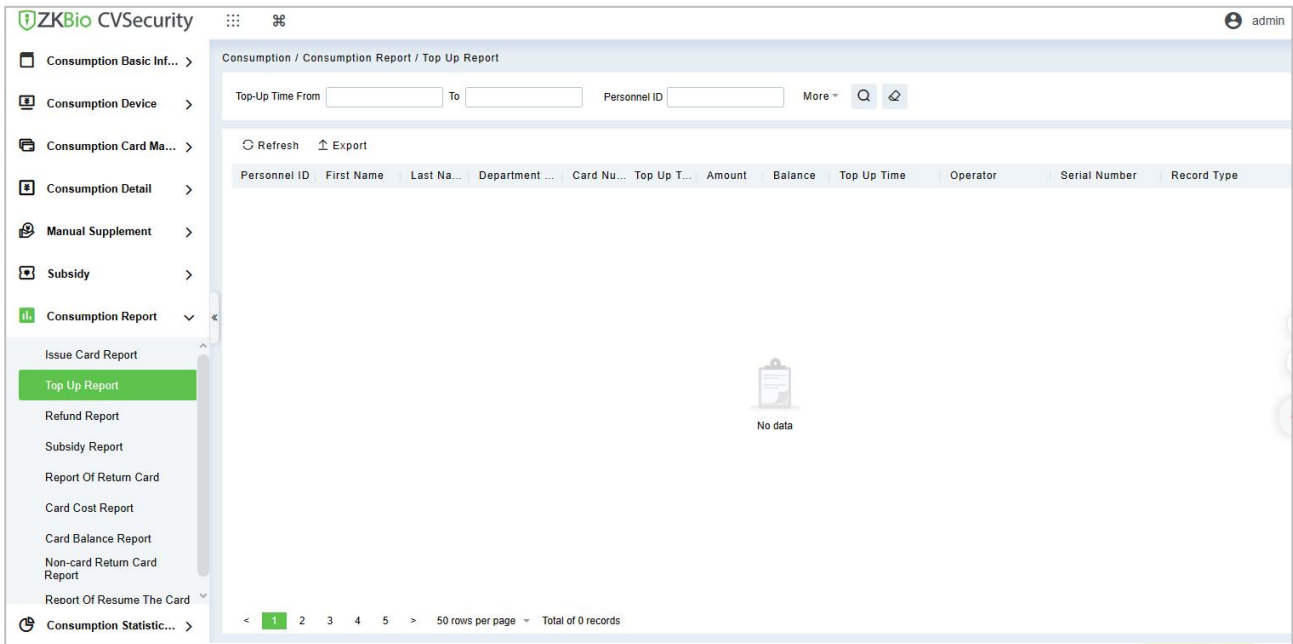 ZKBio CVSecurity
admin
Consumption Basic Inf...
Consumption Device
Consumption Card Ma...
Consumption Detail
Manual Supplement
Subsidy
Consumption Report
Issue Card Report
Top Up Report
Refund Report
Subsidy Report
Report Of Return Card
Card Cost Report
Card Balance Report
Non-card Return Card
Report
Report Of Resume The Card
Consumption Statistic...
Consumption / Consumption Report / Top Up Report
Top-Up Time From To Personnel ID More
Refresh Export
Personnel ID First Name Last Na... Department ... Card Nu... Top Up T... Amount Balance Top Up Time Operator Serial Number Record Type
No data
< 1 2 3 4 5 > 50 rows per page Total of 0 records